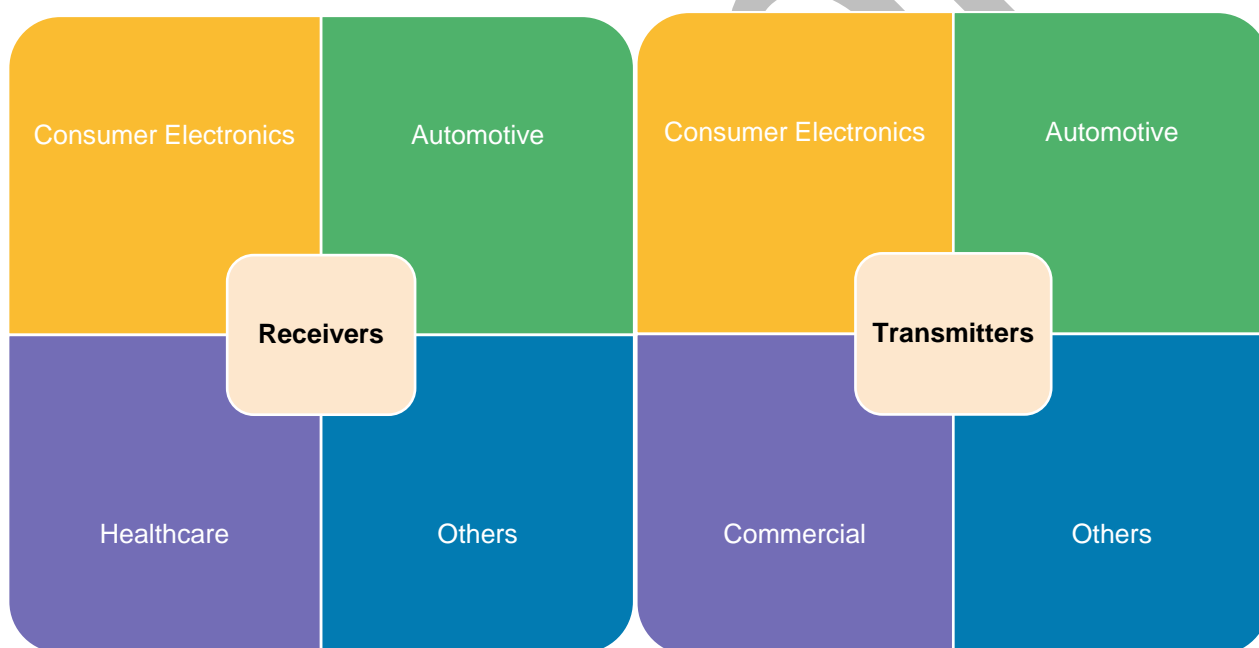 Consumer Electronics
Automotive
Receivers
Healthcare
Others
Consumer Electronics
Automotive
Transmitters
Commercial
Others